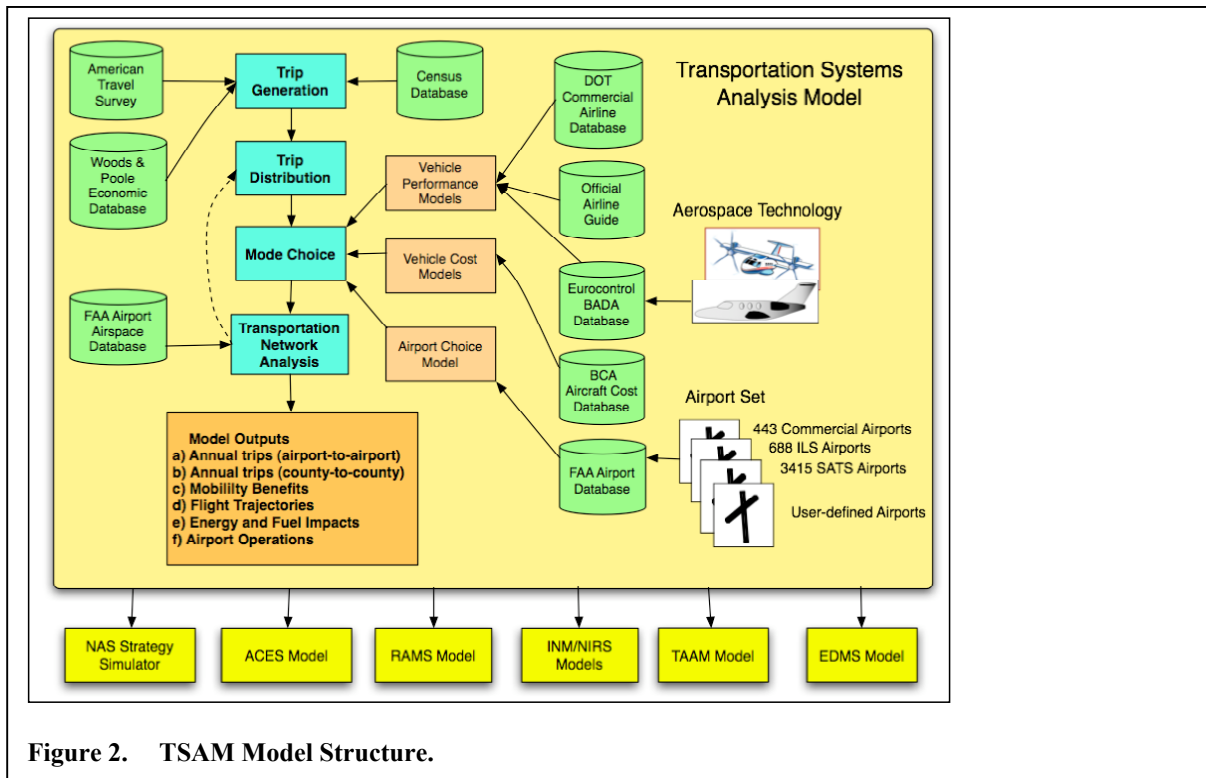 American
Travel
Survey
Trip
Generation
Census
Database
DOT
Commercial
Airline
Database
Transportation Systems
Analysis Model
Woods &
Poole
Economic
Database
Trip
Distribution
Vehicle
Performance
Models
Official
Airline
Guide
Aerospace Technology
Mode Choice
Vehicle Cost
Models
Eurocontrol
BADA
Database
FAA Airport
Airspace
Database
Transportation
Network
Analysis
Airport Choice
Model
BCA
Aircraft Cost
Database
Airport Set
443 Commercial Airports
688 ILS Airports
3415 SATS Airports
User-defined Airports
FAA Airport
Database
Model Outputs
a) Annual trips (airport-to-airport)
b) Annual trips (county-to-county)
c) Mobililty Benefits
d) Flight Trajectories
e) Energy and Fuel Impacts
f) Airport Operations
NAS Strategy
Simulator
ACES Model
RAMS Model
INM/NIRS
Models
TAAM Model
EDMS Model
Figure 2. TSAM Model Structure.